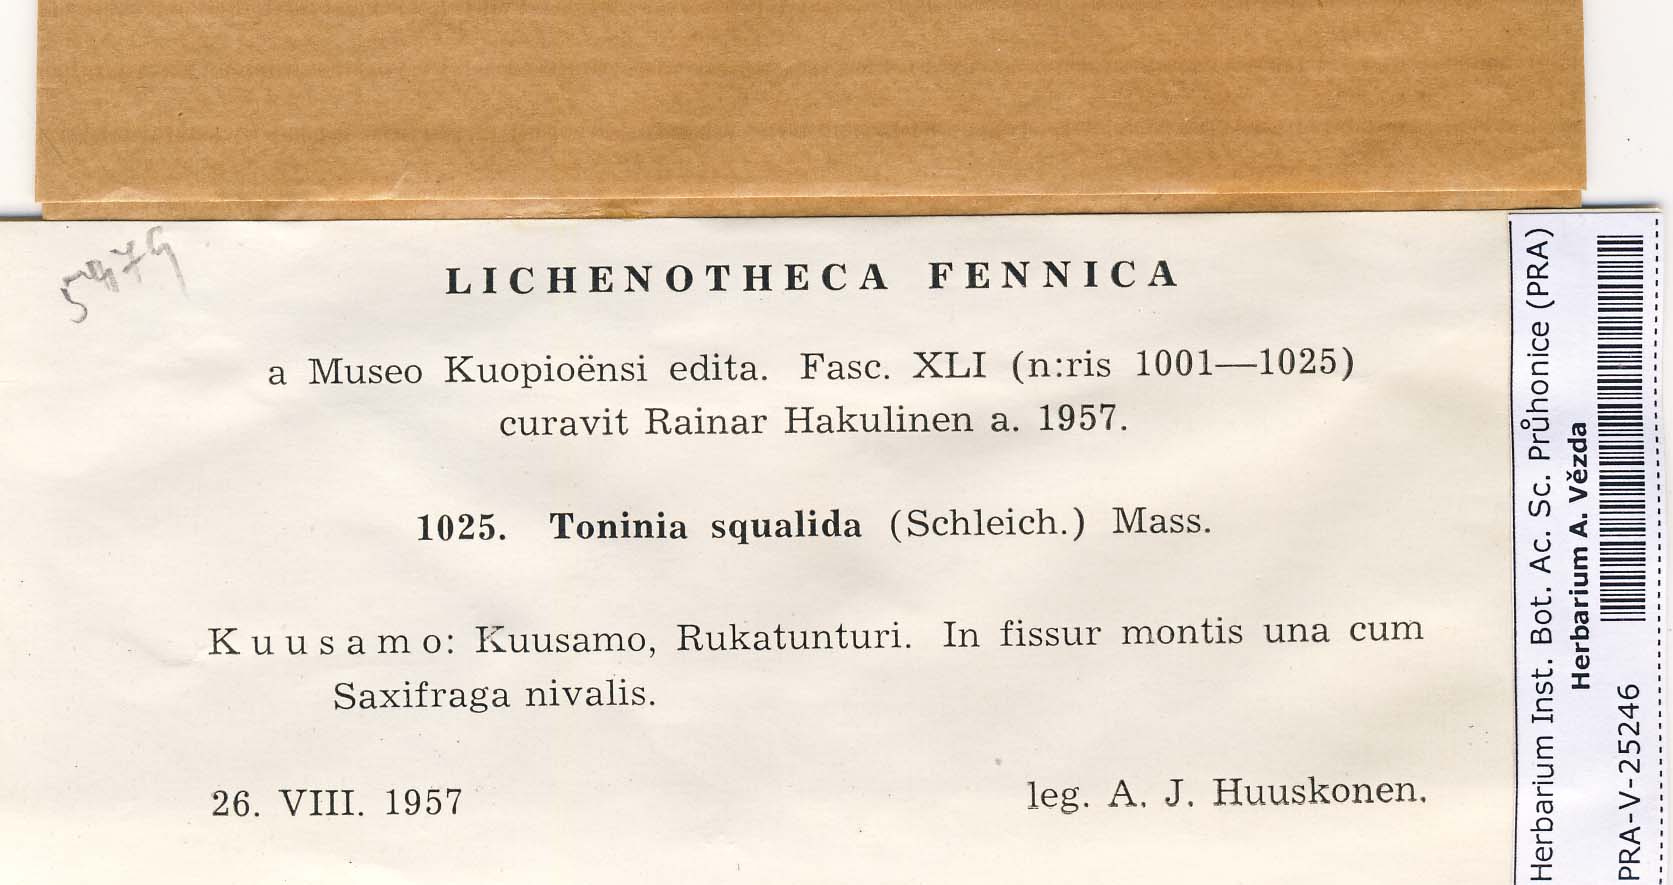 5979
LICHENOTHECA FENNICA
a Museo Kuopioënsi edita. Fasc. XLI (n:ris 1001—1025)
curavit Rainar Hakulinen a. 1957.
1025. Toninia squalida (Schleich.) Mass.
Kuusamo: Kuusamo, Rukatunturi. In fissur montis una cum
Saxifraga nivalis.
26. VIII. 1957
leg. A. J. Huuskonen.
Herbarium Inst. Bot. Ac. Sc. Průhonice (PRA)
Herbarium A. Vězda
PRA-V-25246